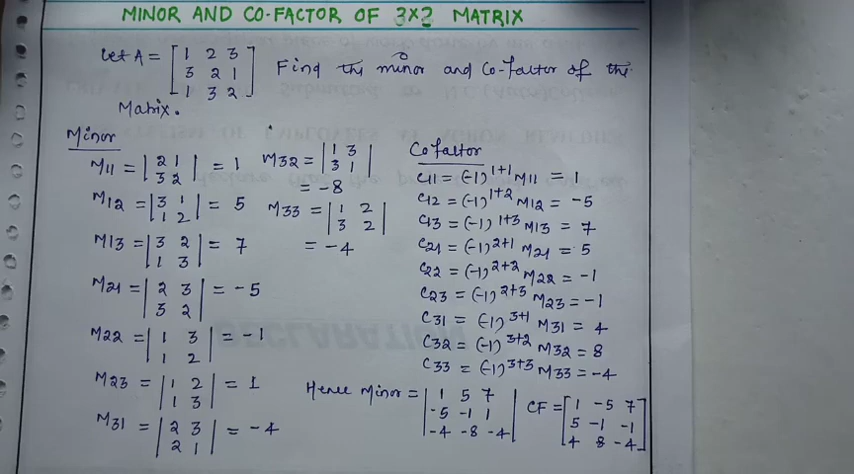 MINOR AND CO-FACTOR OF 3×3 MATRIX
Let A = [1 2 3
3 2 1
1 3 2] Find the minor and Co-factor of the
Matrix.
Minor
M11 = |2 1
3 2| = 1
M12 = |3 1
1 2| = 5
M13 = |3 2
1 3| = 7
M21 = |2 3
3 2| = -5
M22 = |1 3
1 2| = -1
M23 = |1 2
1 3| = 1
M31 = |2 3
2 1| = -4
M32 = |1 3
3 1|
= -8
M33 = |1 2
3 2|
= -4
Cofactor
C11 = (-1)^1+1 M11 = 1
C12 = (-1)^1+2 M12 = -5
C13 = (-1)^1+3 M13 = 7
C21 = (-1)^2+1 M21 = 5
C22 = (-1)^2+2 M22 = -1
C23 = (-1)^2+3 M23 = -1
C31 = (-1)^3+1 M31 = 4
C32 = (-1)^3+2 M32 = 8
C33 = (-1)^3+3 M33 = -4
Hence Minor = |1 5 7
-5 -1 1
-4 -8 -4|
CF = [1 -5 7
5 -1 -1
4 8 -4]